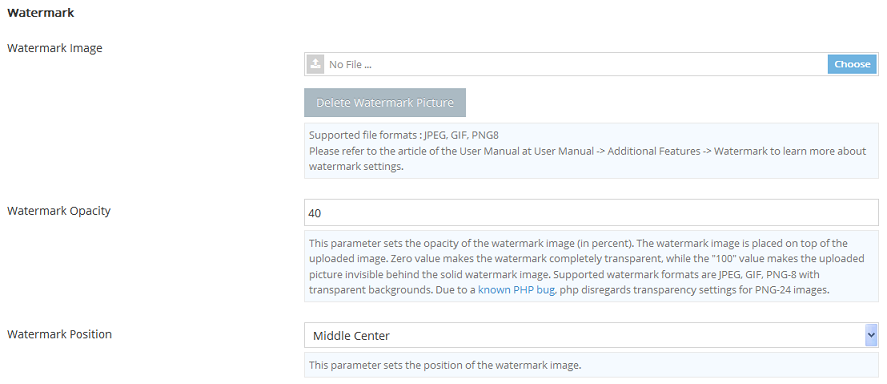 Watermark
Watermark Image
No File ...
Choose
Delete Watermark Picture
Supported file formats : JPEG, GIF, PNG8
Please refer to the article of the User Manual at User Manual -> Additional Features -> Watermark to learn more about
watermark settings.
Watermark Opacity
40
This parameter sets the opacity of the watermark image (in percent). The watermark image is placed on top of the
uploaded image. Zero value makes the watermark completely transparent, while the "100" value makes the uploaded
picture invisible behind the solid watermark image. Supported watermark formats are JPEG, GIF, PNG-8 with
transparent backgrounds. Due to a known PHP bug, php disregards transparency settings for PNG-24 images.
Watermark Position
Middle Center
This parameter sets the position of the watermark image.